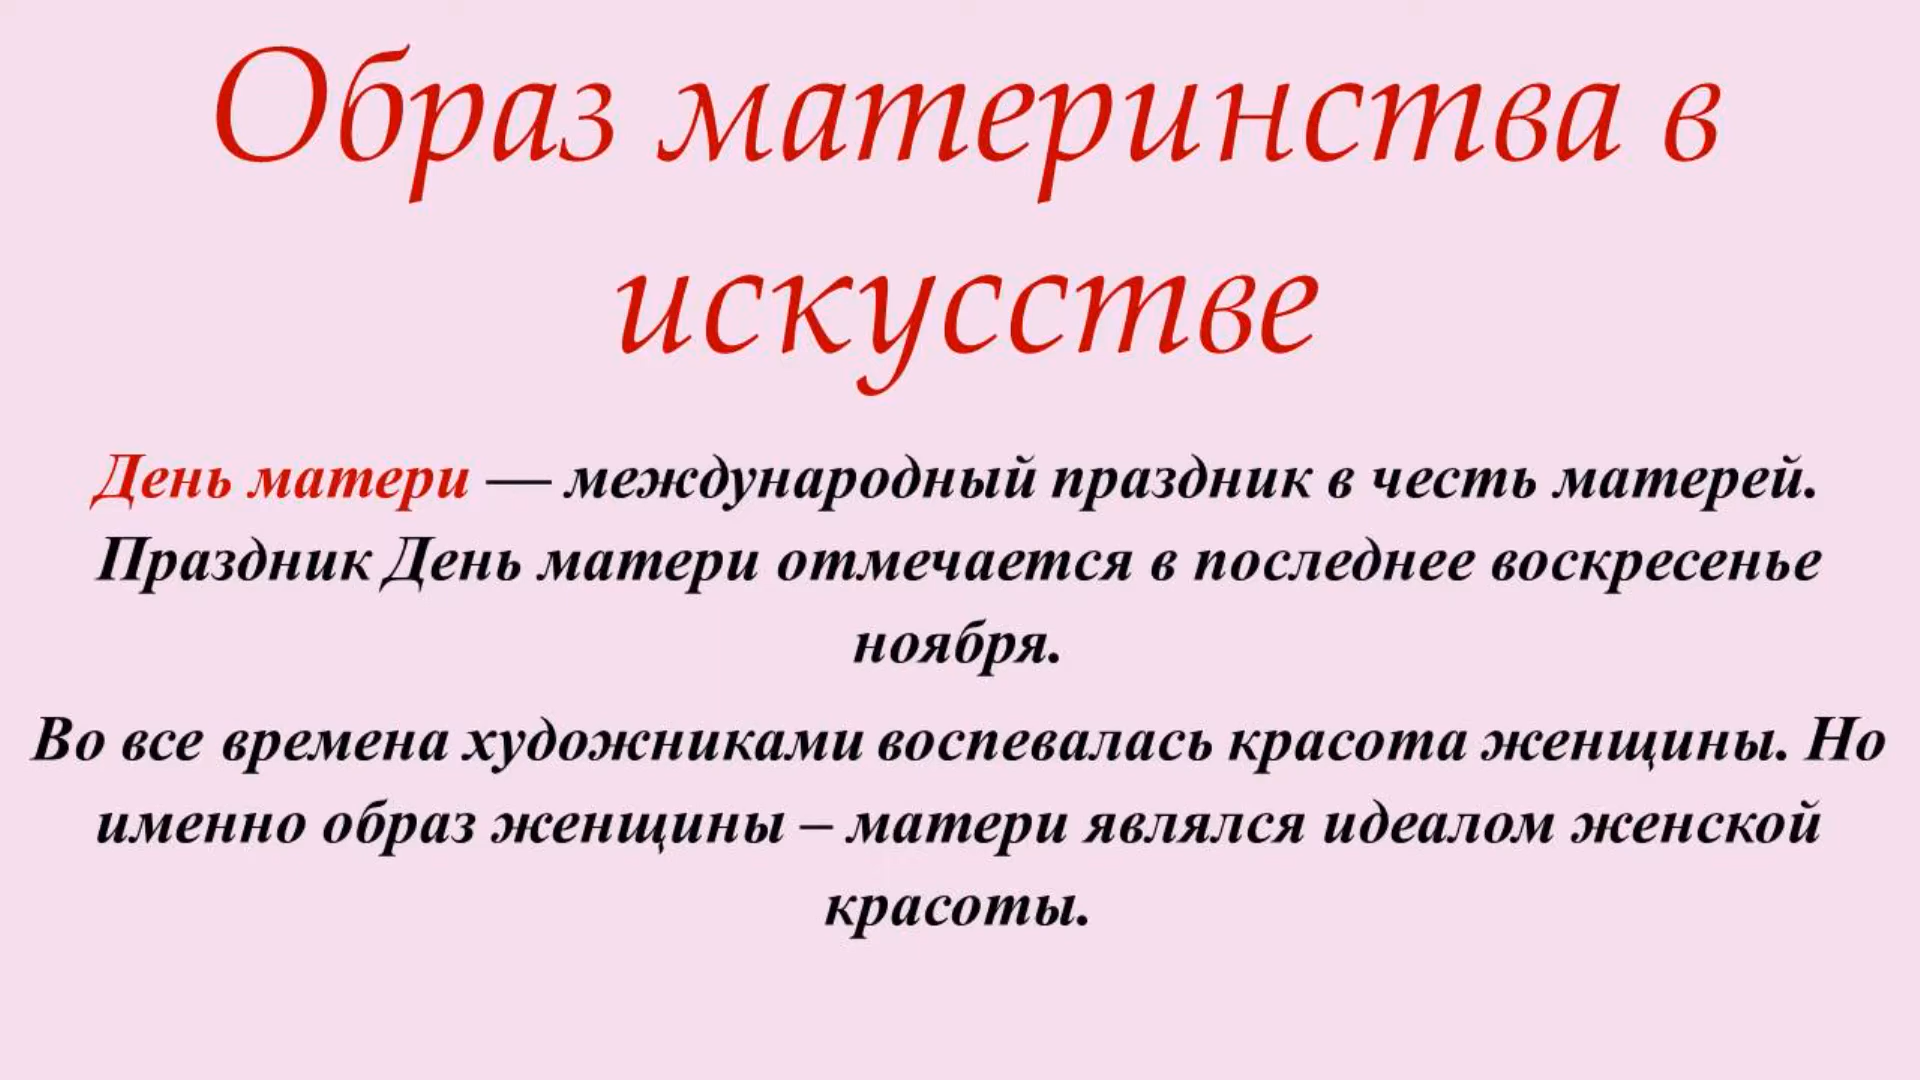 Образ материнства в
искусстве
День матери — международный праздник в честь матерей.
Праздник День матери отмечается в последнее воскресенье
ноября.
Во все времена художниками воспевалась красота женщины. Но
именно образ женщины – матери являлся идеалом женской
красоты.